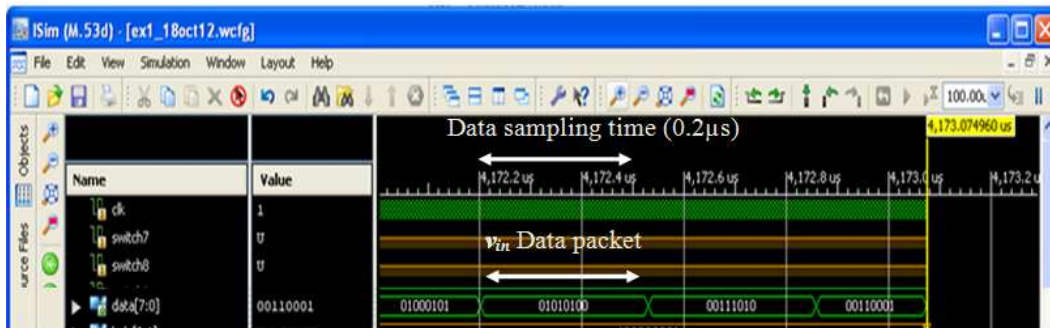 ISim (M.53d) - [ex1_18oct12.wcfg]
File Edit View Simulation Window Layout Help
100.00
Data sampling time (0.2µs)
4,173.074960 us
Objects
Name Value
4,172.2 us 4,172.4 us 4,172.6 us 4,172.8 us 4,173.0 us 4,173.2 u
clk 1
switch7 U
vin Data packet
switch8 U
urce Files
data[7:0] 00110001 01000101 01010100 00111010 00110001